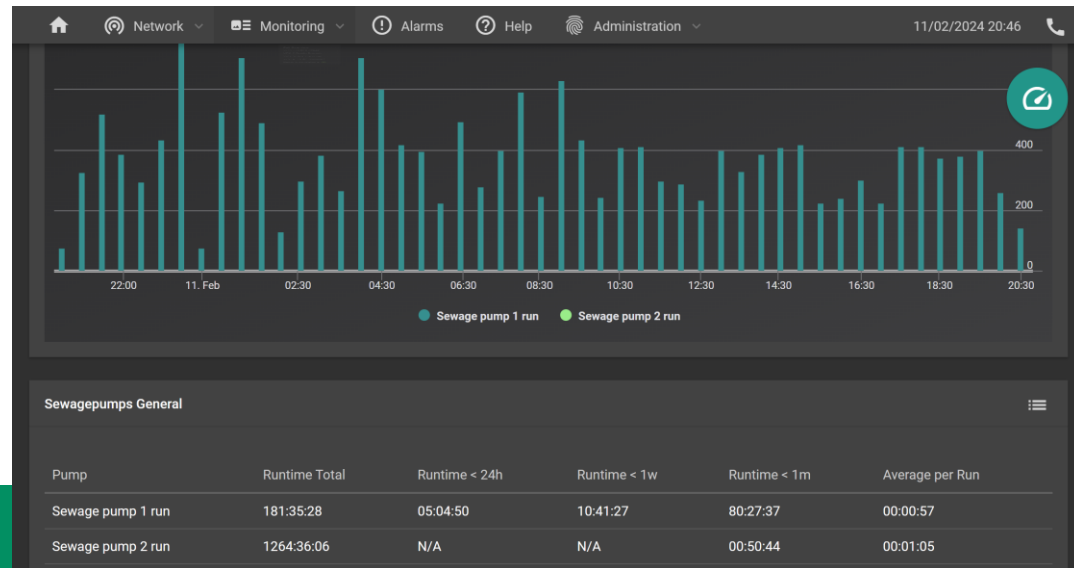 Network Monitoring Alarms Help Administration 11/02/2024 20:46
400
200
0
22:00 11. Feb 02:30 04:30 06:30 08:30 10:30 12:30 14:30 16:30 18:30 20:30
Sewage pump 1 run Sewage pump 2 run
Sewagepumps General
Pump Runtime Total Runtime < 24h Runtime < 1w Runtime < 1m Average per Run
Sewage pump 1 run 181:35:28 05:04:50 10:41:27 80:27:37 00:00:57
Sewage pump 2 run 1264:36:06 N/A N/A 00:50:44 00:01:05